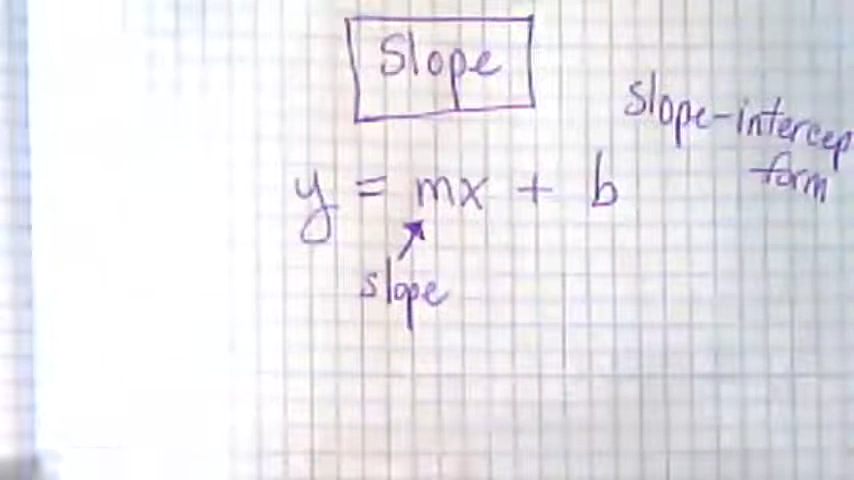 Slope
slope-intercep
form
y = mx + b
slope